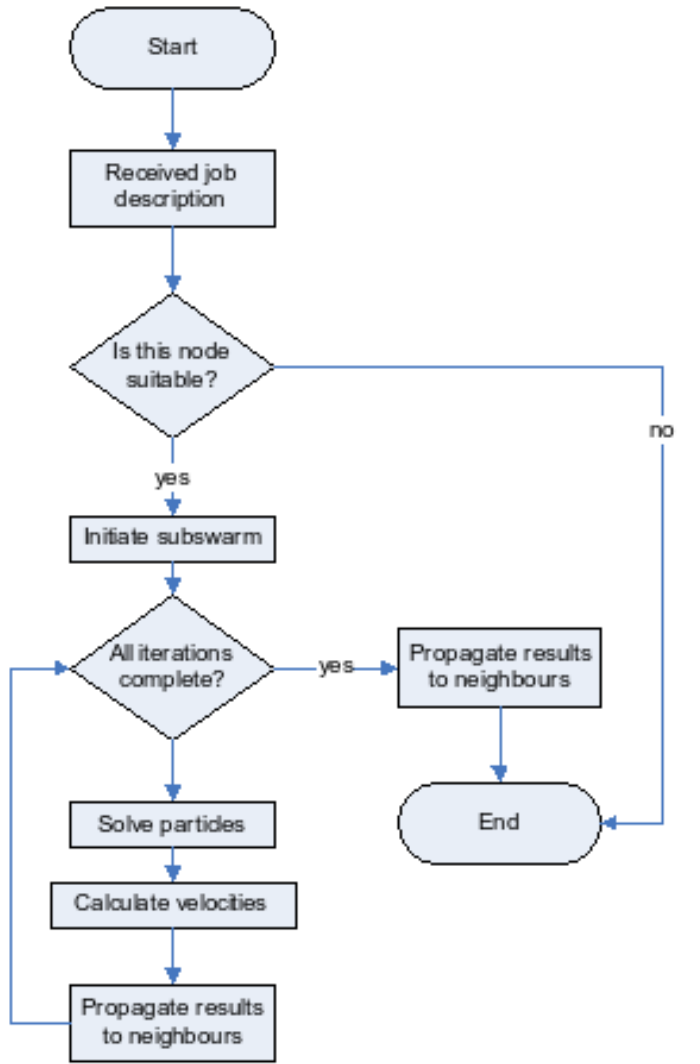 Start
Received job
description
Is this node
suitable?
no
yes
Initiate subswarm
All iterations
complete?
yes
Propagate results
to neighbours
Solve particles
End
Calculate velocities
Propagate results
to neighbours